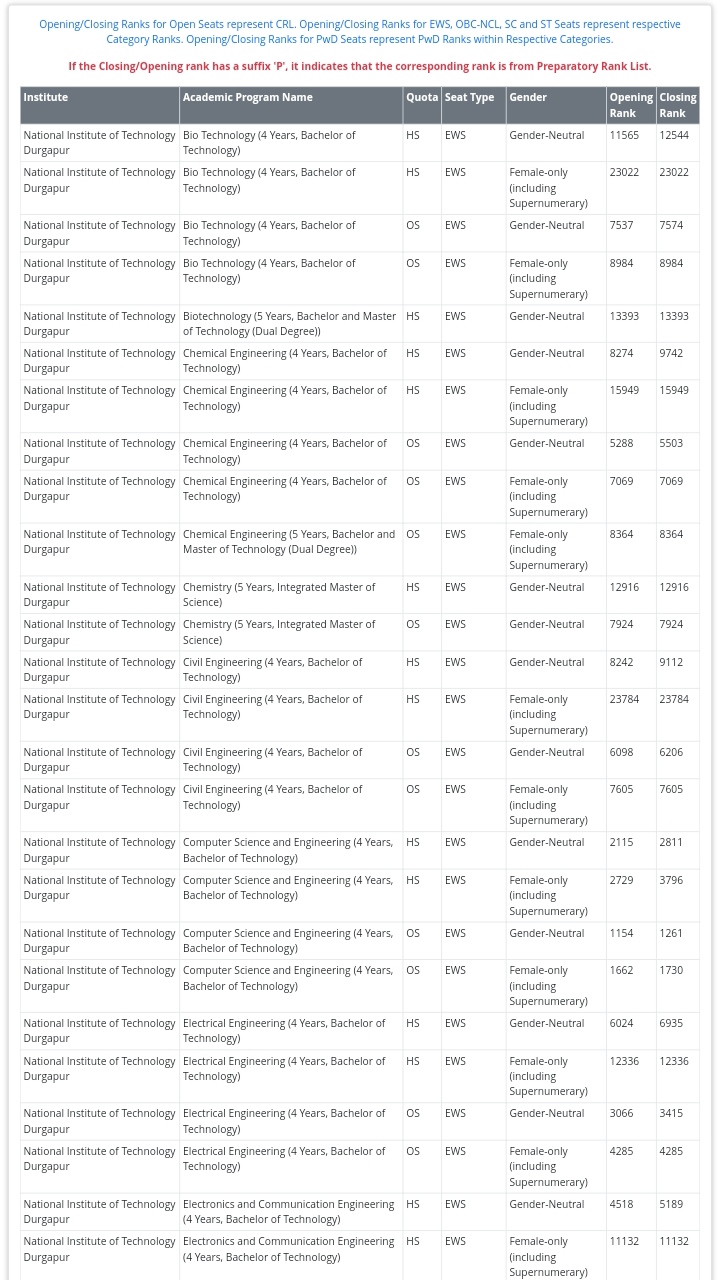 Opening/Closing Ranks for Open Seats represent CRL. Opening/Closing Ranks for EWS, OBC-NCL, SC and ST Seats represent respective
Category Ranks. Opening/Closing Ranks for PwD Seats represent PwD Ranks within Respective Categories.
If the Closing/Opening rank has a suffix 'P', it indicates that the corresponding rank is from Preparatory Rank List.
Institute Academic Program Name Quota Seat Type Gender Opening Closing
Rank Rank
National Institute of Technology Bio Technology (4 Years, Bachelor of HS EWS Gender-Neutral 11565 12544
Durgapur Technology)
National Institute of Technology Bio Technology (4 Years, Bachelor of HS EWS Female-only 23022 23022
Durgapur Technology) (including
Supernumerary)
National Institute of Technology Bio Technology (4 Years, Bachelor of OS EWS Gender-Neutral 7537 7574
Durgapur Technology)
National Institute of Technology Bio Technology (4 Years, Bachelor of OS EWS Female-only 8984 8984
Durgapur Technology) (including
Supernumerary)
National Institute of Technology Biotechnology (5 Years, Bachelor and Master HS EWS Gender-Neutral 13393 13393
Durgapur of Technology (Dual Degree))
National Institute of Technology Chemical Engineering (4 Years, Bachelor of HS EWS Gender-Neutral 8274 9742
Durgapur Technology)
National Institute of Technology Chemical Engineering (4 Years, Bachelor of HS EWS Female-only 15949 15949
Durgapur Technology) (including
Supernumerary)
National Institute of Technology Chemical Engineering (4 Years, Bachelor of OS EWS Gender-Neutral 5288 5503
Durgapur Technology)
National Institute of Technology Chemical Engineering (4 Years, Bachelor of OS EWS Female-only 7069 7069
Durgapur Technology) (including
Supernumerary)
National Institute of Technology Chemical Engineering (5 Years, Bachelor and OS EWS Female-only 8364 8364
Durgapur Master of Technology (Dual Degree)) (including
Supernumerary)
National Institute of Technology Chemistry (5 Years, Integrated Master of HS EWS Gender-Neutral 12916 12916
Durgapur Science)
National Institute of Technology Chemistry (5 Years, Integrated Master of OS EWS Gender-Neutral 7924 7924
Durgapur Science)
National Institute of Technology Civil Engineering (4 Years, Bachelor of HS EWS Gender-Neutral 8242 9112
Durgapur Technology)
National Institute of Technology Civil Engineering (4 Years, Bachelor of HS EWS Female-only 23784 23784
Durgapur Technology) (including
Supernumerary)
National Institute of Technology Civil Engineering (4 Years, Bachelor of OS EWS Gender-Neutral 6098 6206
Durgapur Technology)
National Institute of Technology Civil Engineering (4 Years, Bachelor of OS EWS Female-only 7605 7605
Durgapur Technology) (including
Supernumerary)
National Institute of Technology Computer Science and Engineering (4 Years, HS EWS Gender-Neutral 2115 2811
Durgapur Bachelor of Technology)
National Institute of Technology Computer Science and Engineering (4 Years, HS EWS Female-only 2729 3796
Durgapur Bachelor of Technology) (including
Supernumerary)
National Institute of Technology Computer Science and Engineering (4 Years, OS EWS Gender-Neutral 1154 1261
Durgapur Bachelor of Technology)
National Institute of Technology Computer Science and Engineering (4 Years, OS EWS Female-only 1662 1730
Durgapur Bachelor of Technology) (including
Supernumerary)
National Institute of Technology Electrical Engineering (4 Years, Bachelor of HS EWS Gender-Neutral 6024 6935
Durgapur Technology)
National Institute of Technology Electrical Engineering (4 Years, Bachelor of HS EWS Female-only 12336 12336
Durgapur Technology) (including
Supernumerary)
National Institute of Technology Electrical Engineering (4 Years, Bachelor of OS EWS Gender-Neutral 3066 3415
Durgapur Technology)
National Institute of Technology Electrical Engineering (4 Years, Bachelor of OS EWS Female-only 4285 4285
Durgapur Technology) (including
Supernumerary)
National Institute of Technology Electronics and Communication Engineering HS EWS Gender-Neutral 4518 5189
Durgapur (4 Years, Bachelor of Technology)
National Institute of Technology Electronics and Communication Engineering HS EWS Female-only 11132 11132
Durgapur (4 Years, Bachelor of Technology) (including
Supernumerary)